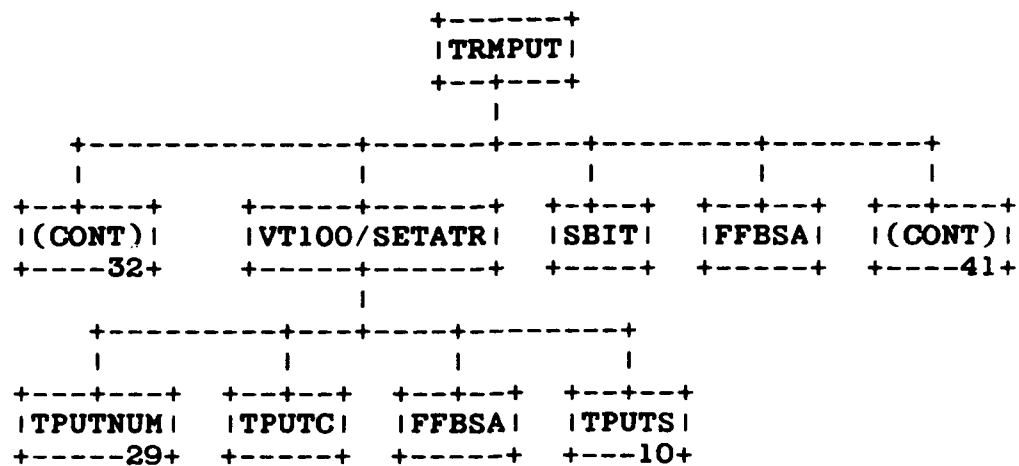 TRMPUT
(CONT) VT100/SETATR SBIT FFBSA (CONT)
32 41
TPUTNUM TPUTC FFBSA TPUTS
29 10